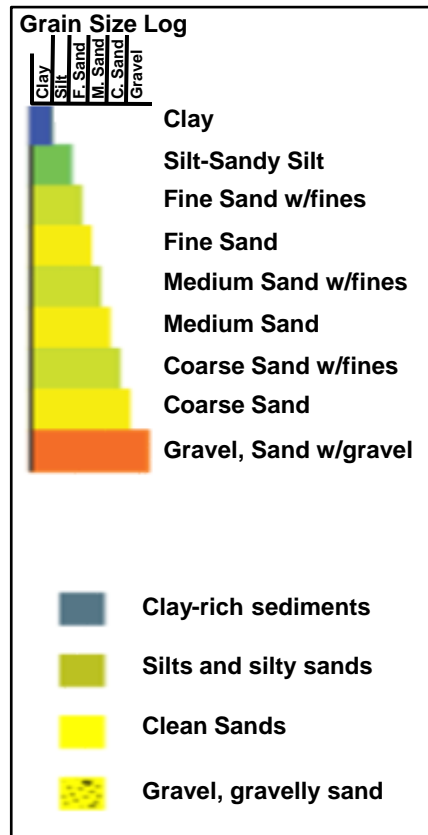 Grain Size Log
Clay
Silt
F. Sand
M. Sand
C. Sand
Gravel
Clay
Silt-Sandy Silt
Fine Sand w/fines
Fine Sand
Medium Sand w/fines
Medium Sand
Coarse Sand w/fines
Coarse Sand
Gravel, Sand w/gravel
Clay-rich sediments
Silts and silty sands
Clean Sands
Gravel, gravelly sand